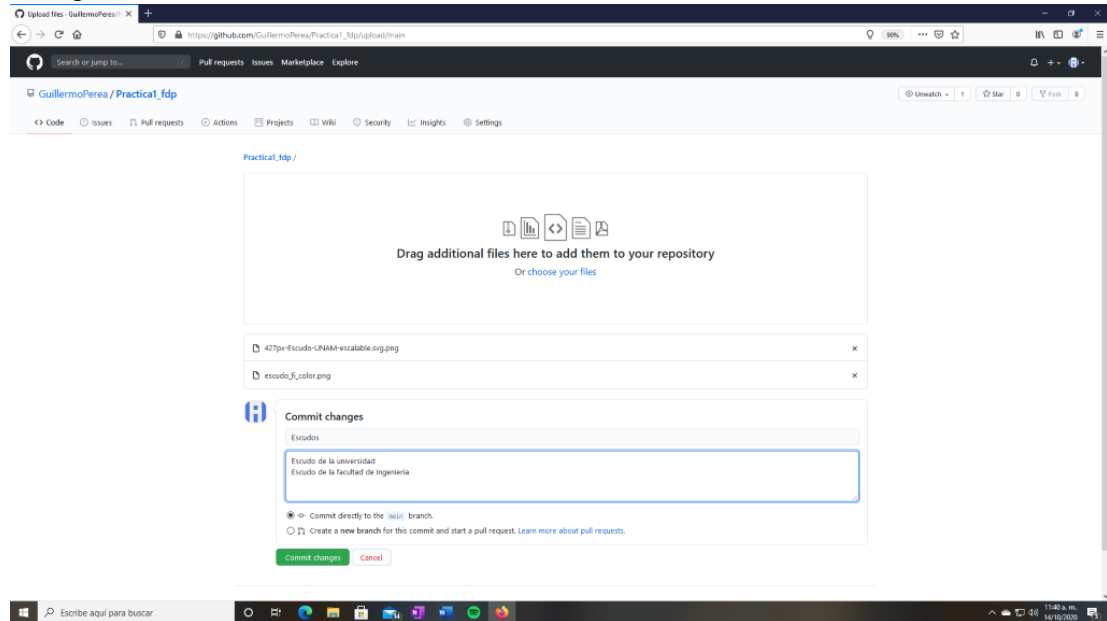 Upload files · GuillermoPerea/P
90%
https://github.com/GuillermoPerea/Practica1_fdp/upload/main
Search or jump to...
/
Pull requests Issues Marketplace Explore
GuillermoPerea / Practica1_fdp
Unwatch 1 Star 0 Fork 0
Code Issues Pull requests Actions Projects Wiki Security Insights Settings
Practica1_fdp /
Drag additional files here to add them to your repository
Or choose your files
427px-Escudo-UNAM-escalable.svg.png
escudo_fi_color.png
Commit changes
Escudos
Escudo de la universidad
Escudo de la facultad de Ingenieria
Commit directly to the main branch.
Create a new branch for this commit and start a pull request. Learn more about pull requests.
Commit changes Cancel
Escribe aquí para buscar
11:40 a. m.
14/10/2020